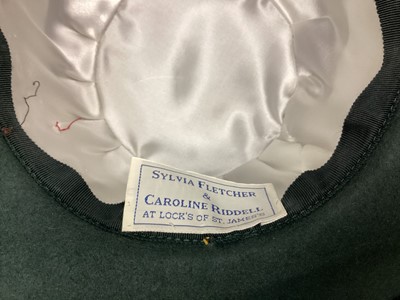 SYLVIA FLETCHER
&
CAROLINE RIDDELL
AT LOCK'S OF ST. JAMES'S